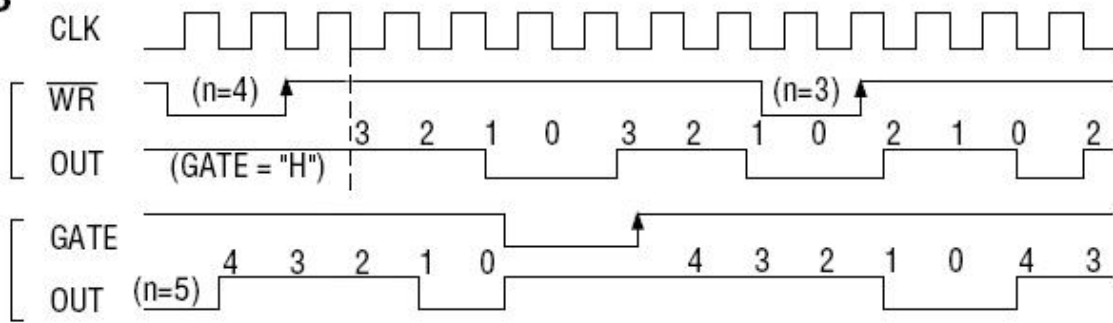 CLK
WR (n=4) (n=3)
3 2 1 0 3 2 1 0 2 1 0 2
OUT (GATE = "H")
GATE
4 3 2 1 0 4 3 2 1 0 4 3
OUT (n=5)